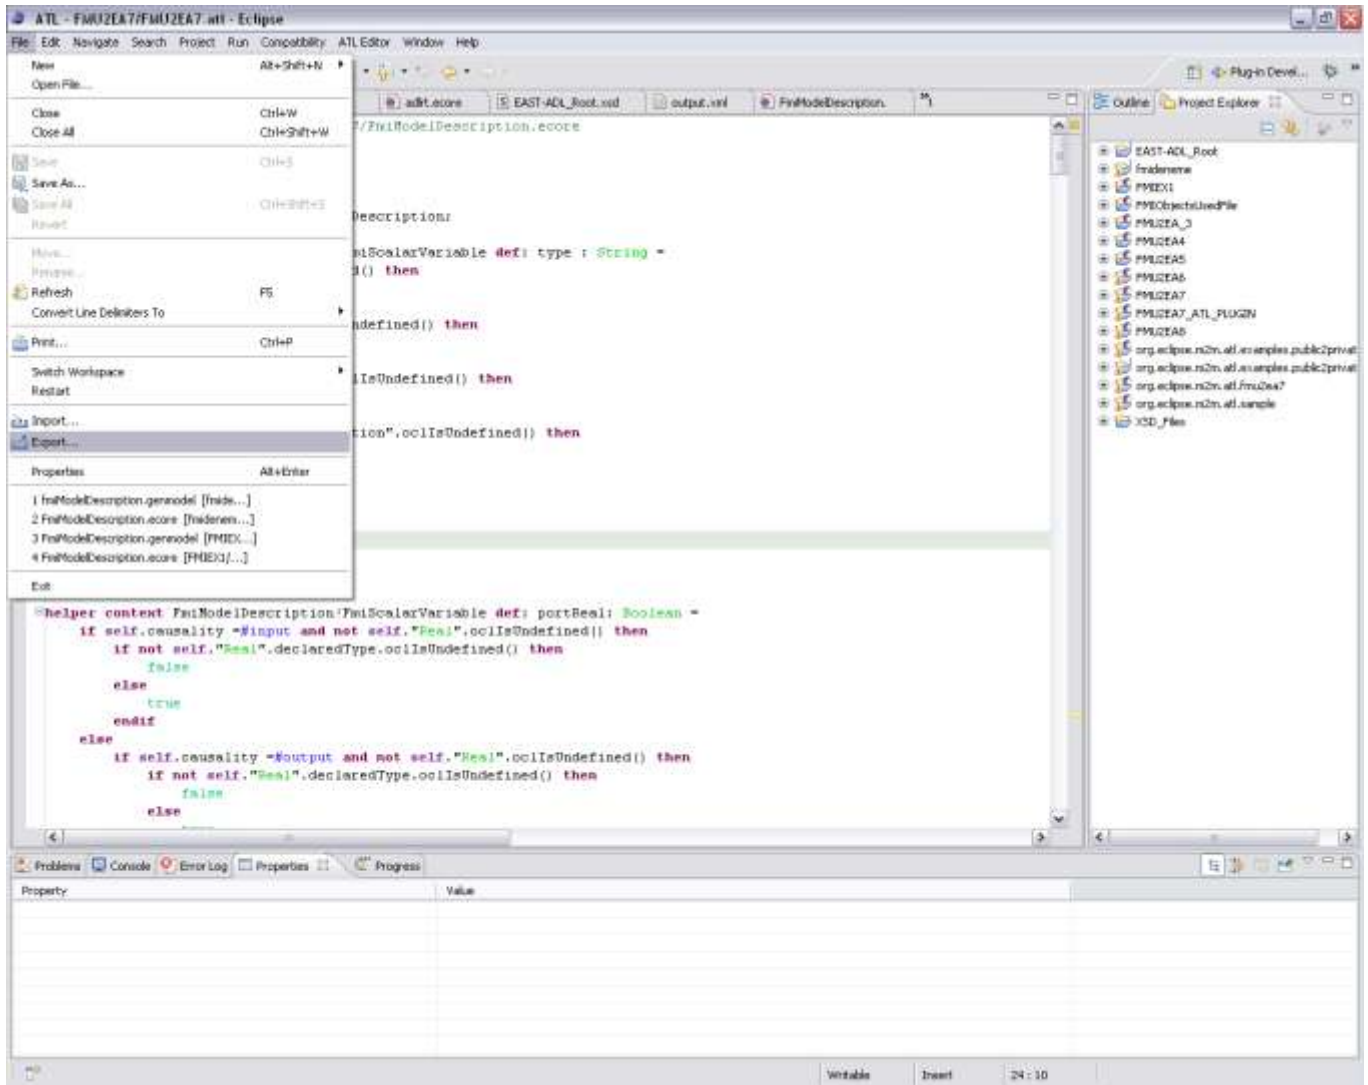 ATL - FMU2EA7/FMU2EA7.atl - Eclipse
File Edit Navigate Search Project Run Compatibility ATL Editor Window Help
New Alt+Shift+N
Open File...
Close Ctrl+W
Close All Ctrl+Shift+W
Save Ctrl+S
Save As...
Save All Ctrl+Shift+S
Revert
Move...
Rename...
Refresh F5
Convert Line Delimiters To
Print... Ctrl+P
Switch Workspace
Restart
Import...
Export...
Properties Alt+Enter
1 fmiModelDescription.genmodel [fmide...]
2 FmiModelDescription.ecore [fmidenem...]
3 FmiModelDescription.genmodel [FMIEX...]
4 FmiModelDescription.ecore [FMIEX1/...]
Exit
Plug-in Devel...
adlrt.ecore EAST-ADL_Root.xsd output.xml FmiModelDescription.
/FmiModelDescription.ecore
Description;
miScalarVariable def: type : String =
d() then
ndefined() then
lIsUndefined() then
tion".oclIsUndefined() then
helper context FmiModelDescription!FmiScalarVariable def: portReal: Boolean =
if self.causality =#input and not self."Real".oclIsUndefined() then
if not self."Real".declaredType.oclIsUndefined() then
false
else
true
endif
else
if self.causality =#output and not self."Real".oclIsUndefined() then
if not self."Real".declaredType.oclIsUndefined() then
false
else
Outline Project Explorer
EAST-ADL_Root
fmideneme
FMIEX1
FMIObjectsUsedFile
FMU2EA_3
FMU2EA4
FMU2EA5
FMU2EA6
FMU2EA7
FMU2EA7_ATL_PLUGIN
FMU2EA8
org.eclipse.m2m.atl.examples.public2privat
org.eclipse.m2m.atl.examples.public2privat
org.eclipse.m2m.atl.fmu2ea7
org.eclipse.m2m.atl.sample
XSD_Files
Problems Console Error Log Properties Progress
Property Value
Writable Insert 24 : 10